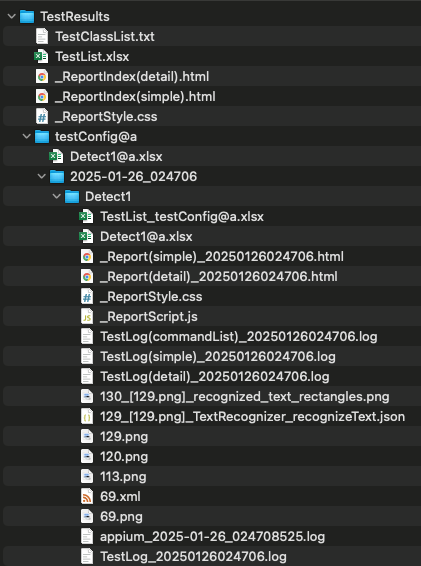 TestResults
TestClassList.txt
TestList.xlsx
_ReportIndex(detail).html
_ReportIndex(simple).html
_ReportStyle.css
testConfig@a
Detect1@a.xlsx
2025-01-26_024706
Detect1
TestList_testConfig@a.xlsx
Detect1@a.xlsx
_Report(simple)_20250126024706.html
_Report(detail)_20250126024706.html
_ReportStyle.css
_ReportScript.js
TestLog(commandList)_20250126024706.log
TestLog(simple)_20250126024706.log
TestLog(detail)_20250126024706.log
130_[129.png]_recognized_text_rectangles.png
129_[129.png]_TextRecognizer_recognizeText.json
129.png
120.png
113.png
69.xml
69.png
appium_2025-01-26_024708525.log
TestLog_20250126024706.log